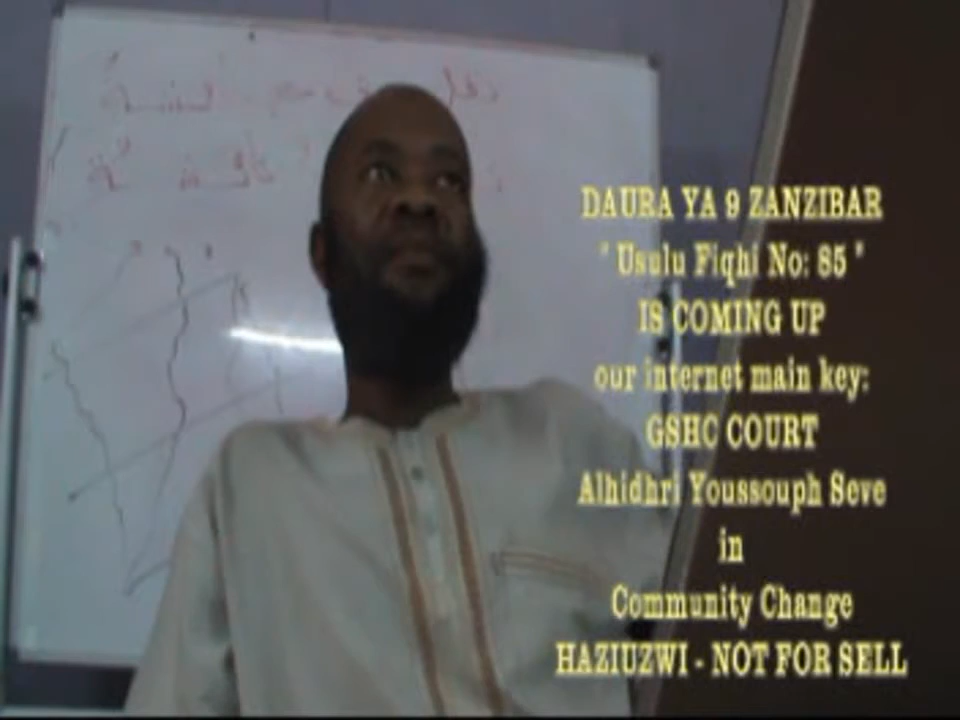 DAURA YA 9 ZANZIBAR
" Usulu Fiqhi No: 85 "
IS COMING UP
our internet main key:
GSHC COURT
Alhidhri Youssouph Seve
in
Community Change
HAZIUZWI - NOT FOR SELL